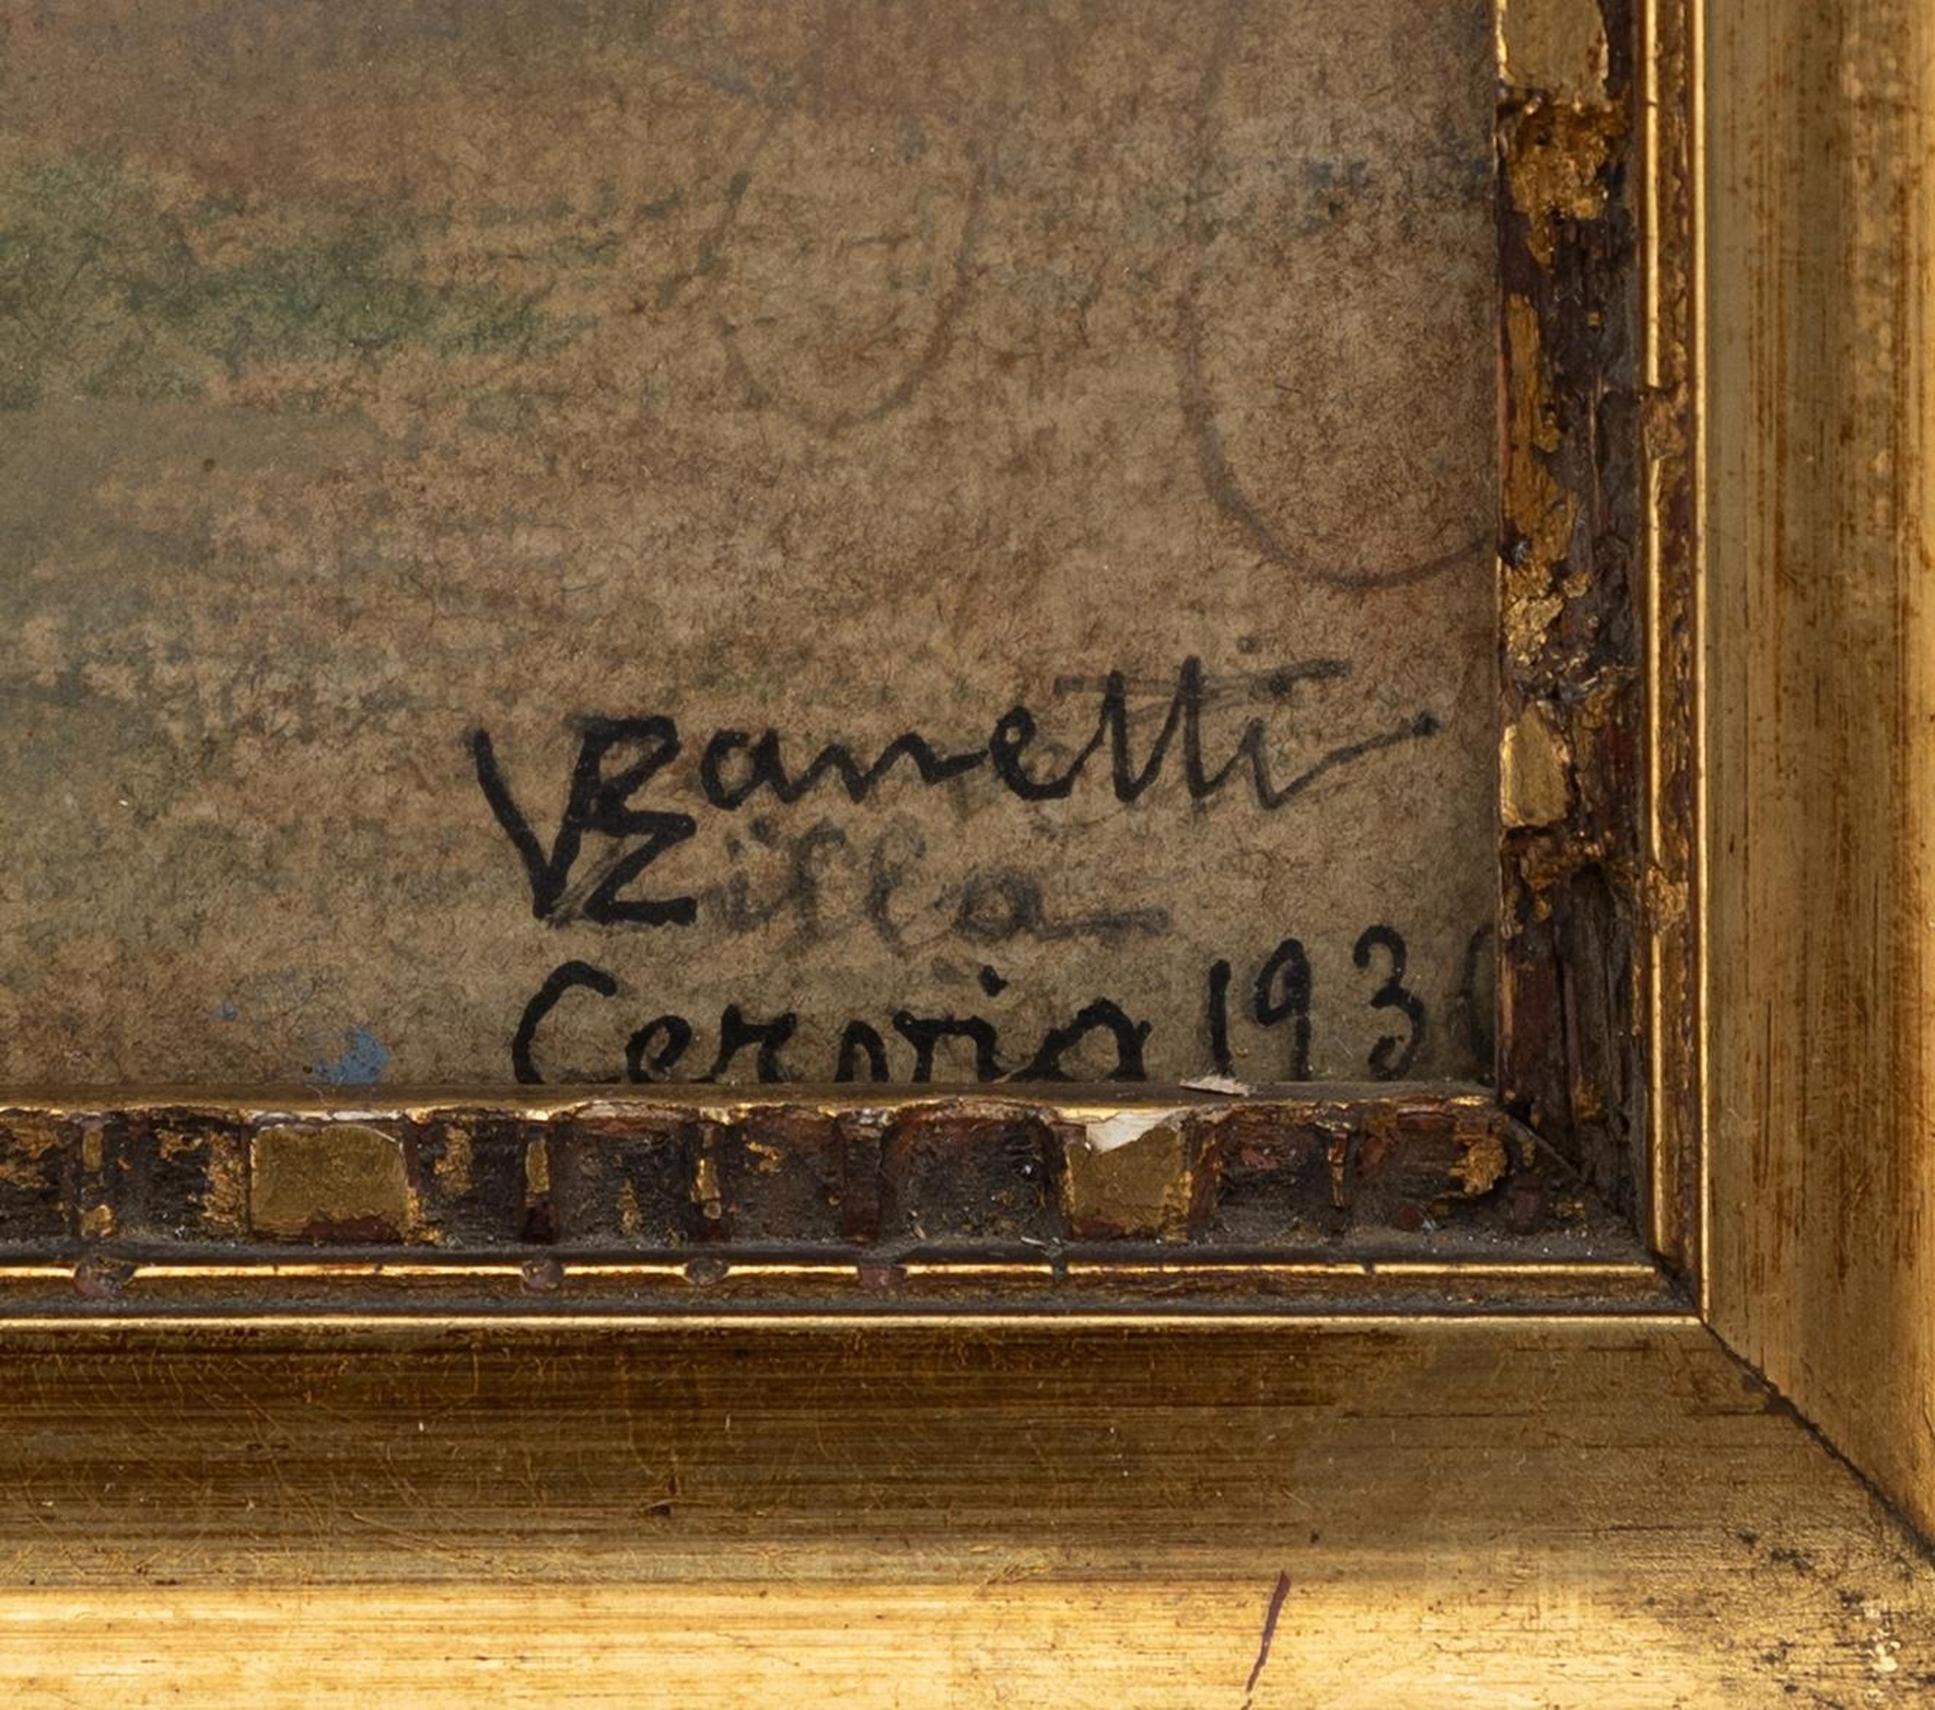 V Zanetti
Zilla
Cervia 193